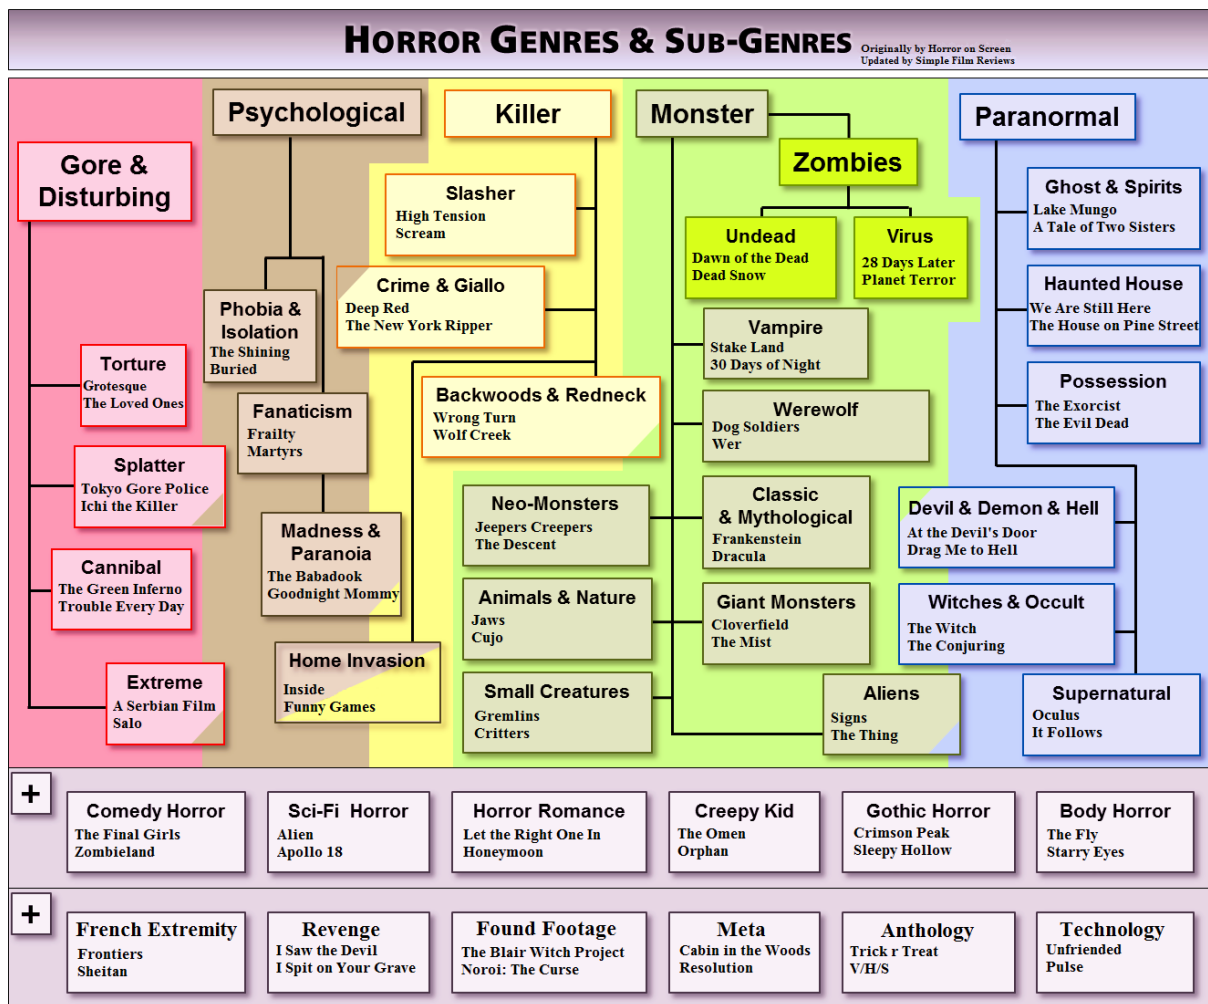 HORROR GENRES & SUB-GENRES
Originally by Horror on Screen
Updated by Simple Film Reviews
Gore &
Disturbing
Torture
Grotesque
The Loved Ones
Splatter
Tokyo Gore Police
Ichi the Killer
Cannibal
The Green Inferno
Trouble Every Day
Extreme
A Serbian Film
Salo
Psychological
Phobia &
Isolation
The Shining
Buried
Fanaticism
Frailty
Martyrs
Madness &
Paranoia
The Babadook
Goodnight Mommy
Killer
Slasher
High Tension
Scream
Crime & Giallo
Deep Red
The New York Ripper
Backwoods & Redneck
Wrong Turn
Wolf Creek
Home Invasion
Inside
Funny Games
Monster
Zombies
Undead
Dawn of the Dead
Dead Snow
Virus
28 Days Later
Planet Terror
Vampire
Stake Land
30 Days of Night
Werewolf
Dog Soldiers
Wer
Neo-Monsters
Jeepers Creepers
The Descent
Classic
& Mythological
Frankenstein
Dracula
Animals & Nature
Jaws
Cujo
Giant Monsters
Cloverfield
The Mist
Small Creatures
Gremlins
Critters
Aliens
Signs
The Thing
Paranormal
Ghost & Spirits
Lake Mungo
A Tale of Two Sisters
Haunted House
We Are Still Here
The House on Pine Street
Possession
The Exorcist
The Evil Dead
Devil & Demon & Hell
At the Devil's Door
Drag Me to Hell
Witches & Occult
The Witch
The Conjuring
Supernatural
Oculus
It Follows
+
Comedy Horror
The Final Girls
Zombieland
Sci-Fi Horror
Alien
Apollo 18
Horror Romance
Let the Right One In
Honeymoon
Creepy Kid
The Omen
Orphan
Gothic Horror
Crimson Peak
Sleepy Hollow
Body Horror
The Fly
Starry Eyes
+
French Extremity
Frontiers
Sheitan
Revenge
I Saw the Devil
I Spit on Your Grave
Found Footage
The Blair Witch Project
Noroi: The Curse
Meta
Cabin in the Woods
Resolution
Anthology
Trick r Treat
V/H/S
Technology
Unfriended
Pulse